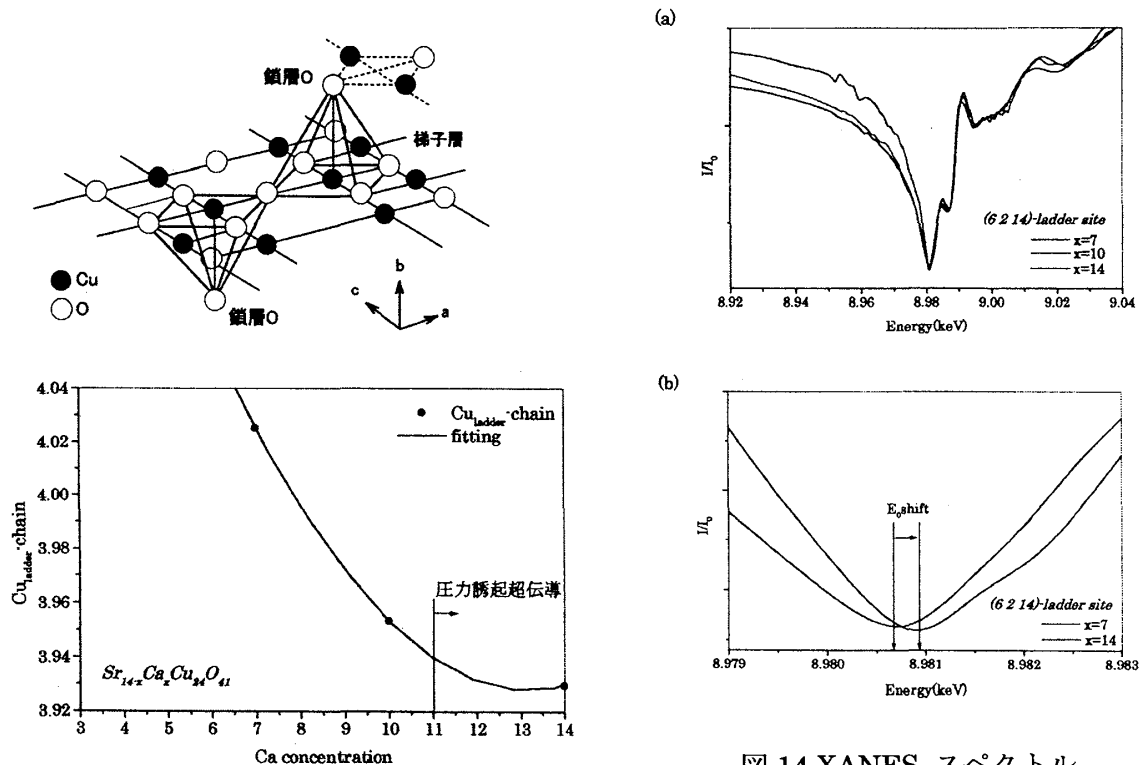 鎖層O
梯子層
Cu
O
鎖層O
b
c
a
4.04
4.02
4.00
3.98
3.96
3.94
3.92
Cu_ladder-chain
Cu_ladder-chain
fitting
圧力誘起超伝導
Sr_14-xCa_xCu_24O_41
3 4 5 6 7 8 9 10 11 12 13 14
Ca concentration
(a)
I/I_0
(6 2 14)-ladder site
x=7
x=10
x=14
8.92 8.94 8.96 8.98 9.00 9.02 9.04
Energy(keV)
(b)
I/I_0
E_0 shift
(6 2 14)-ladder site
x=7
x=14
8.979 8.980 8.981 8.982 8.983
Energy(keV)
図 14 XANES スペクトル